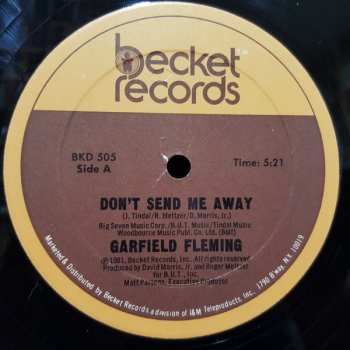 becket
records
BKD 505
Side A
Time: 5:21
DON'T SEND ME AWAY
(J. Tindal/R. Meltzer/D. Morris, Jr.)
Big Seven Music Corp./B.U.T. Music/Tindal Music
Woodbourne Music Publ. Co. Ltd. (BMI)
GARFIELD FLEMING
℗ 1981, Becket Records, Inc.
All Rights Reserved
Produced by David Morris, Jr. and Roger Meltzer
for B.U.T., Inc.
Matt Parsons, Executive Producer
Marketed & Distributed by Becket Records a division of I&M Teleproducts, Inc. 1790 B'way, N.Y. 10019